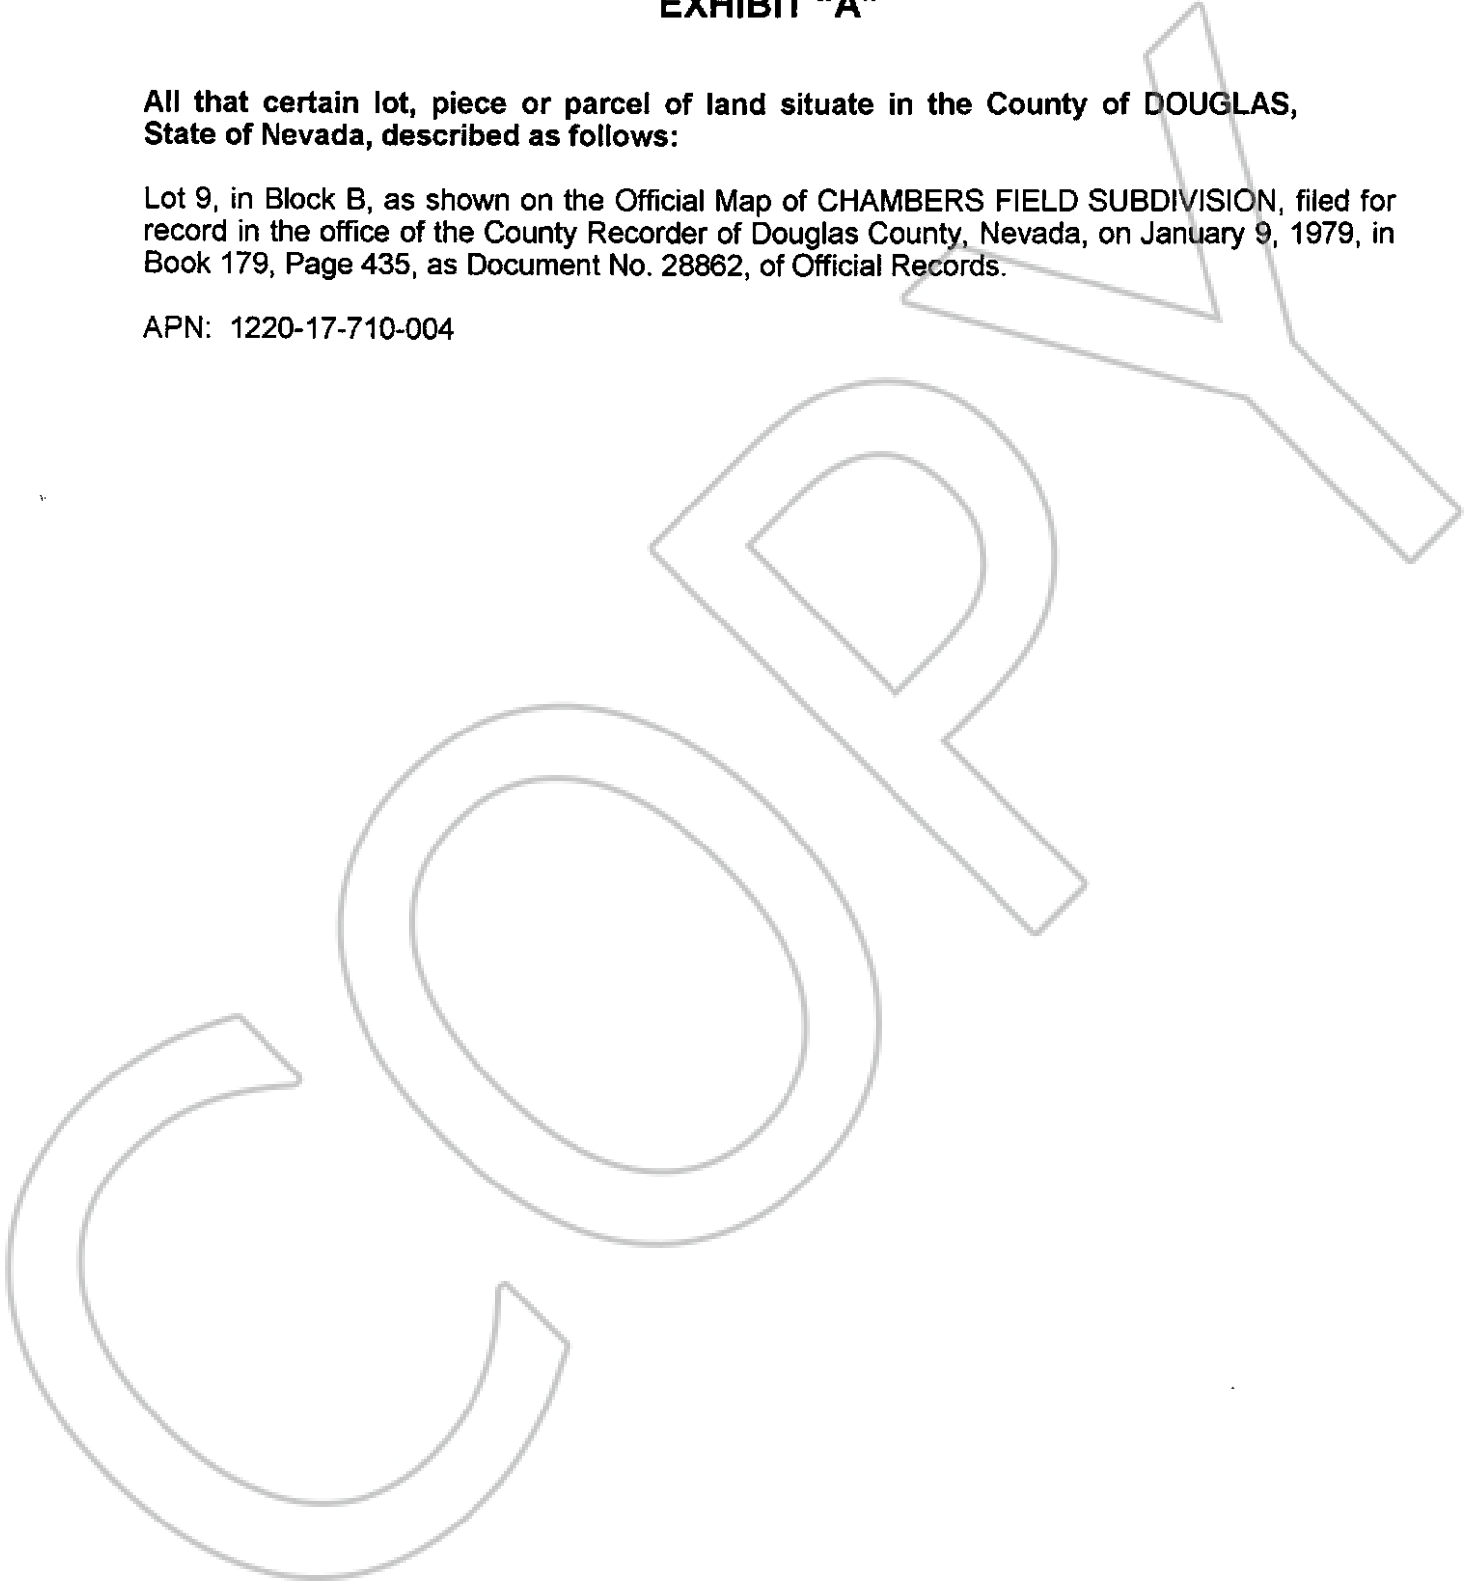 EXHIBIT "A"
All that certain lot, piece or parcel of land situate in the County of DOUGLAS,
State of Nevada, described as follows:
Lot 9, in Block B, as shown on the Official Map of CHAMBERS FIELD SUBDIVISION, filed for
record in the office of the County Recorder of Douglas County, Nevada, on January 9, 1979, in
Book 179, Page 435, as Document No. 28862, of Official Records.
APN: 1220-17-710-004
COPY